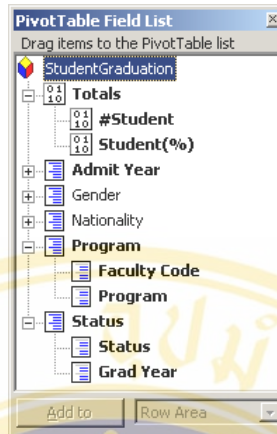 PivotTable Field List
Drag items to the PivotTable list
StudentGraduation
Totals
#Student
Student(%)
Admit Year
Gender
Nationality
Program
Faculty Code
Program
Status
Status
Grad Year
Add to Row Area